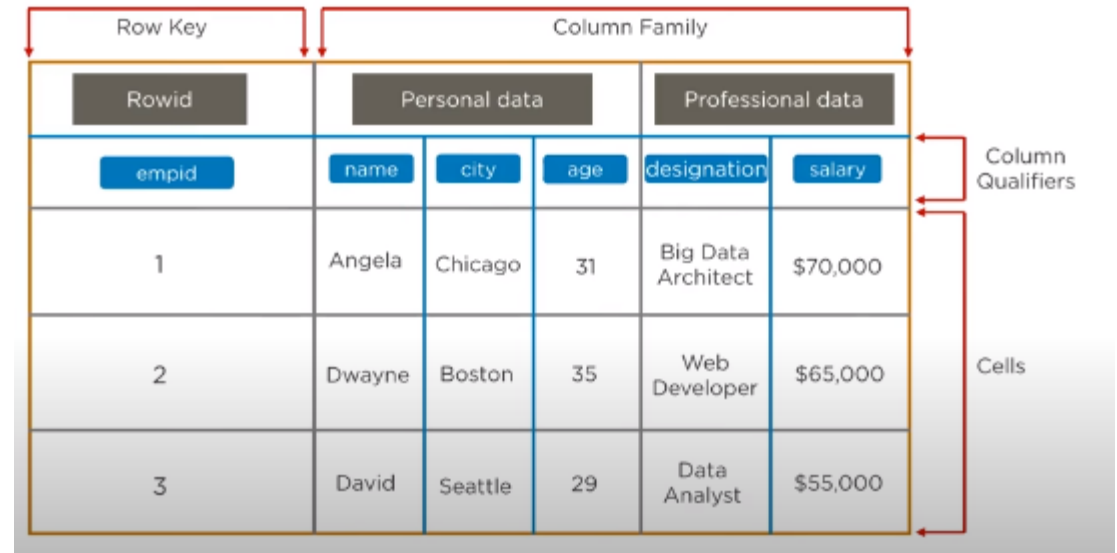 Row Key
Column Family
Rowid
Personal data
Professional data
empid
name
city
age
designation
salary
Column
Qualifiers
1
Angela
Chicago
31
Big Data
Architect
$70,000
2
Dwayne
Boston
35
Web
Developer
$65,000
Cells
3
David
Seattle
29
Data
Analyst
$55,000